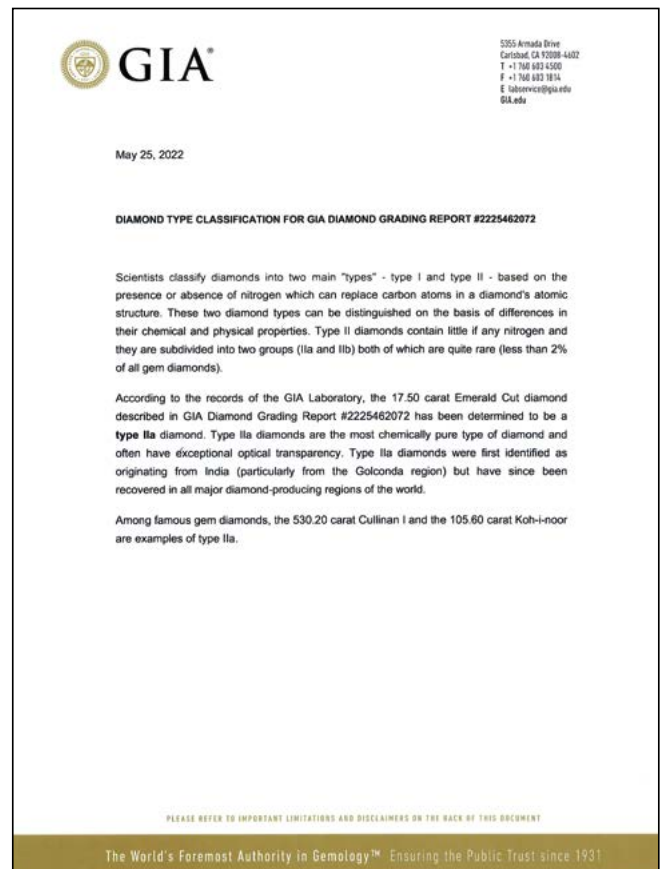 GIA®
5355 Armada Drive
Carlsbad, CA 92008-4602
T +1 760 603 4500
F +1 760 603 1814
E labservice@gia.edu
GIA.edu
May 25, 2022
DIAMOND TYPE CLASSIFICATION FOR GIA DIAMOND GRADING REPORT #2225462072
Scientists classify diamonds into two main "types" - type I and type II - based on the
presence or absence of nitrogen which can replace carbon atoms in a diamond's atomic
structure. These two diamond types can be distinguished on the basis of differences in
their chemical and physical properties. Type II diamonds contain little if any nitrogen and
they are subdivided into two groups (IIa and IIb) both of which are quite rare (less than 2%
of all gem diamonds).
According to the records of the GIA Laboratory, the 17.50 carat Emerald Cut diamond
described in GIA Diamond Grading Report #2225462072 has been determined to be a
type IIa diamond. Type IIa diamonds are the most chemically pure type of diamond and
often have exceptional optical transparency. Type IIa diamonds were first identified as
originating from India (particularly from the Golconda region) but have since been
recovered in all major diamond-producing regions of the world.
Among famous gem diamonds, the 530.20 carat Cullinan I and the 105.60 carat Koh-i-noor
are examples of type IIa.
PLEASE REFER TO IMPORTANT LIMITATIONS AND DISCLAIMERS ON THE BACK OF THIS DOCUMENT
The World's Foremost Authority in Gemology™ Ensuring the Public Trust since 1931